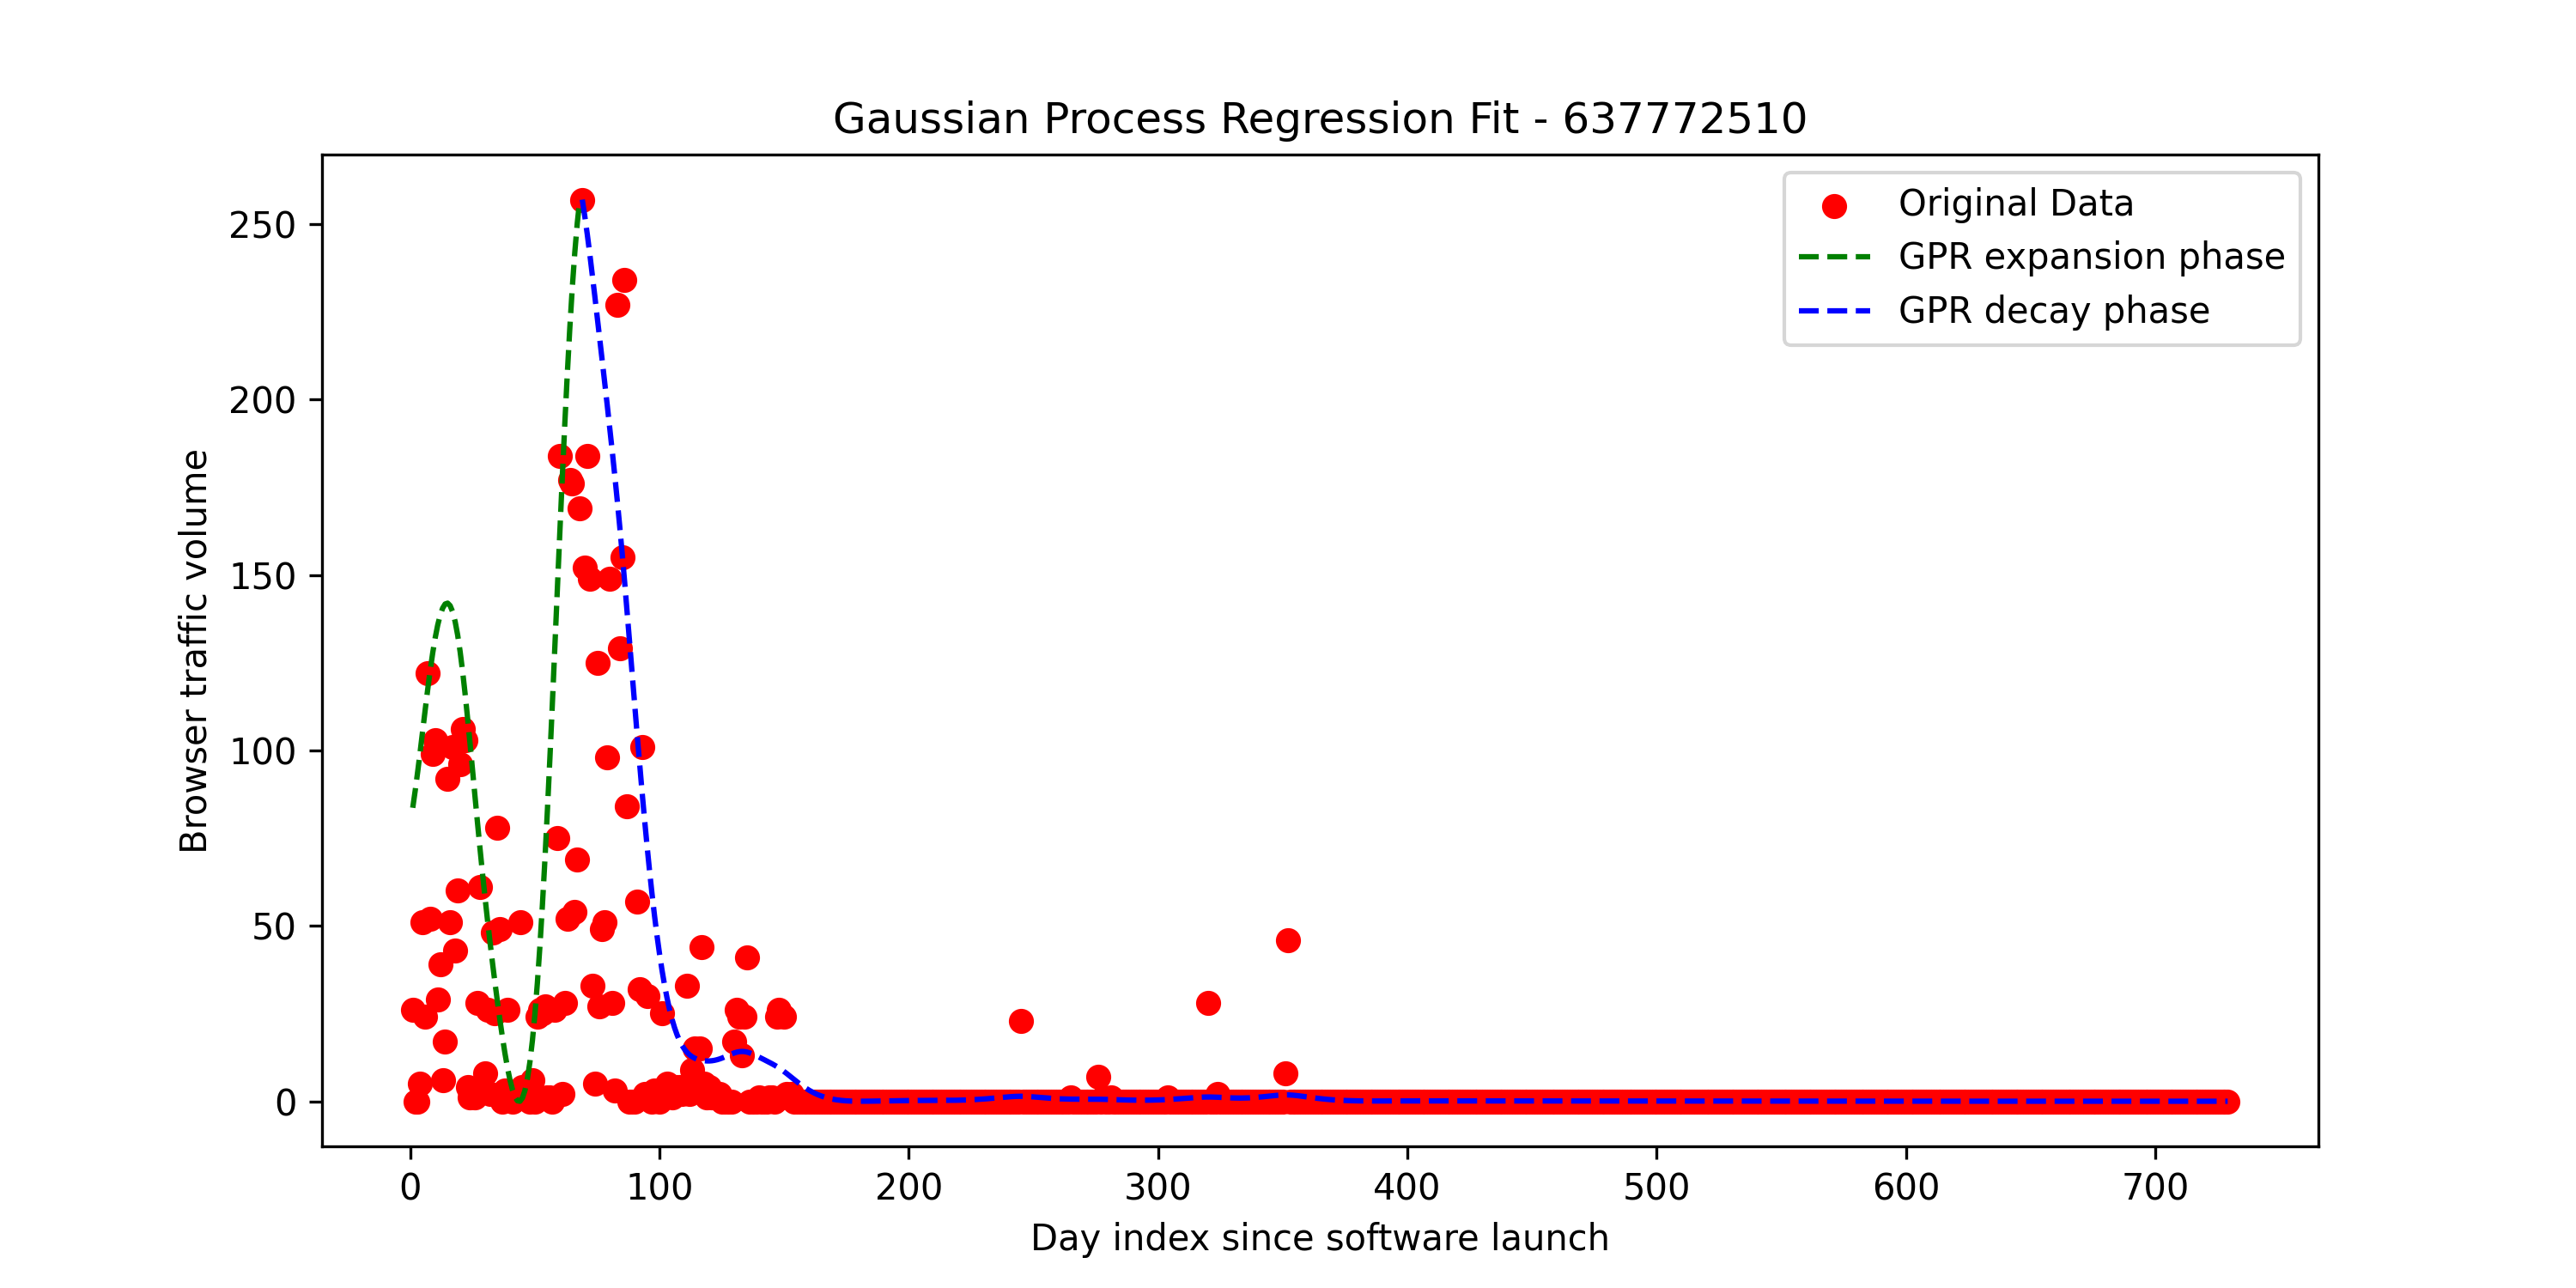 Gaussian Process Regression Fit - 637772510
Original Data
GPR expansion phase
GPR decay phase
Browser traffic volume
250
200
150
100
50
0
0 100 200 300 400 500 600 700
Day index since software launch